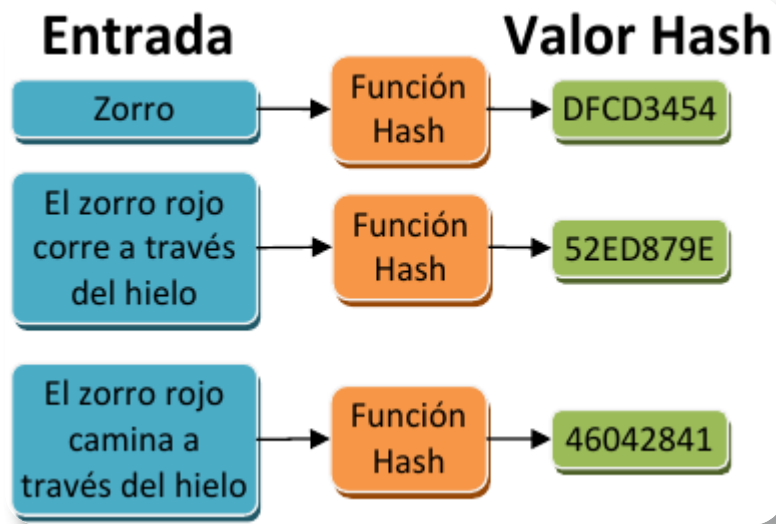 Entrada
Valor Hash
Zorro
Función
Hash
DFCD3454
El zorro rojo
corre a través
del hielo
Función
Hash
52ED879E
El zorro rojo
camina a
través del hielo
Función
Hash
46042841